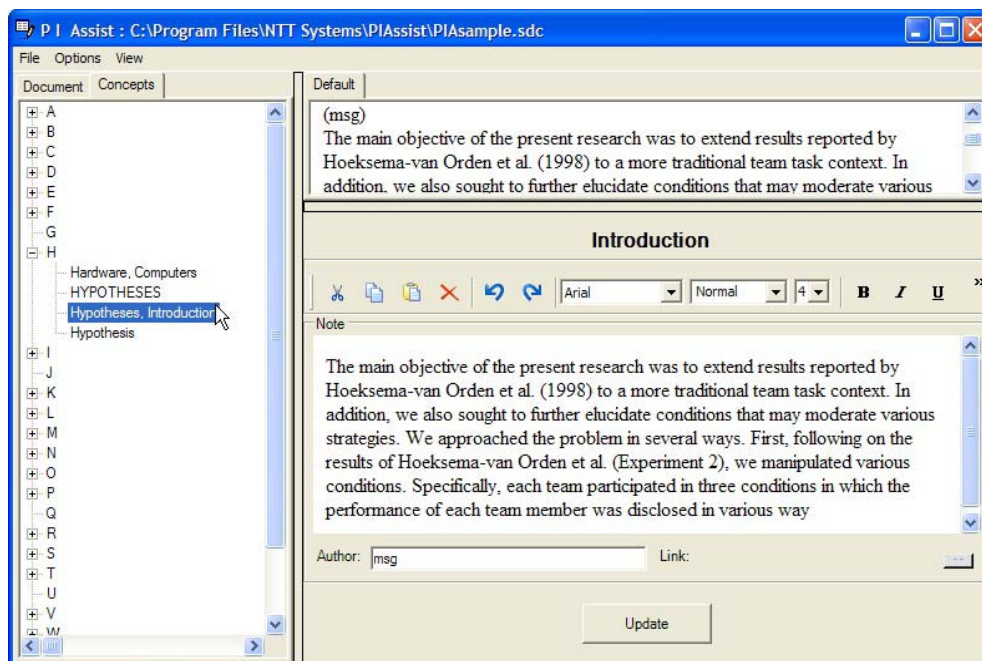 P I Assist : C:\Program Files\NTT Systems\PIAssist\PIAsample.sdc
File Options View
Document Concepts
A
B
C
D
E
F
G
H
Hardware, Computers
HYPOTHESES
Hypotheses, Introduction
Hypothesis
I
J
K
L
M
N
O
P
Q
R
S
T
U
V
W
Default
(msg)
The main objective of the present research was to extend results reported by
Hoeksema-van Orden et al. (1998) to a more traditional team task context. In
addition, we also sought to further elucidate conditions that may moderate various
Introduction
Arial Normal 4 B I U
Note
The main objective of the present research was to extend results reported by
Hoeksema-van Orden et al. (1998) to a more traditional team task context. In
addition, we also sought to further elucidate conditions that may moderate various
strategies. We approached the problem in several ways. First, following on the
results of Hoeksema-van Orden et al. (Experiment 2), we manipulated various
conditions. Specifically, each team participated in three conditions in which the
performance of each team member was disclosed in various way
Author: msg Link: ...
Update